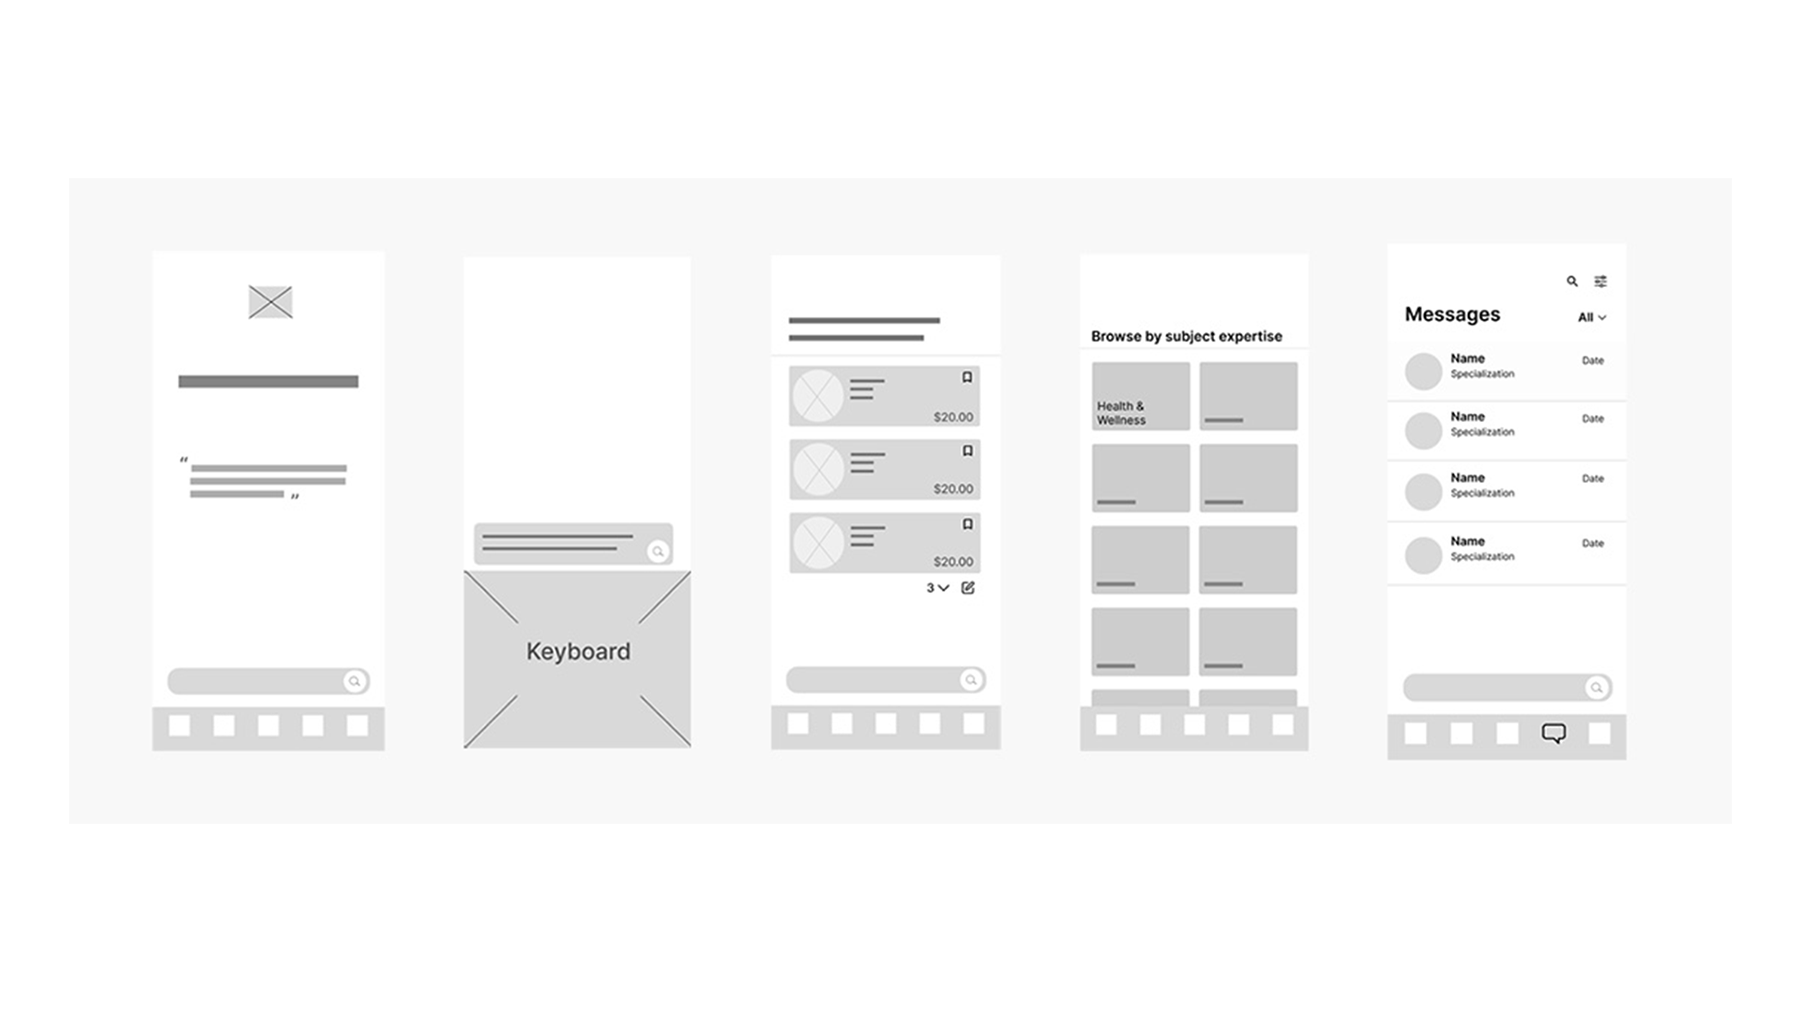 “
”
Keyboard
$20.00
$20.00
$20.00
3
Browse by subject expertise
Health &
Wellness
Messages
All
Name
Date
Specialization
Name
Date
Specialization
Name
Date
Specialization
Name
Date
Specialization